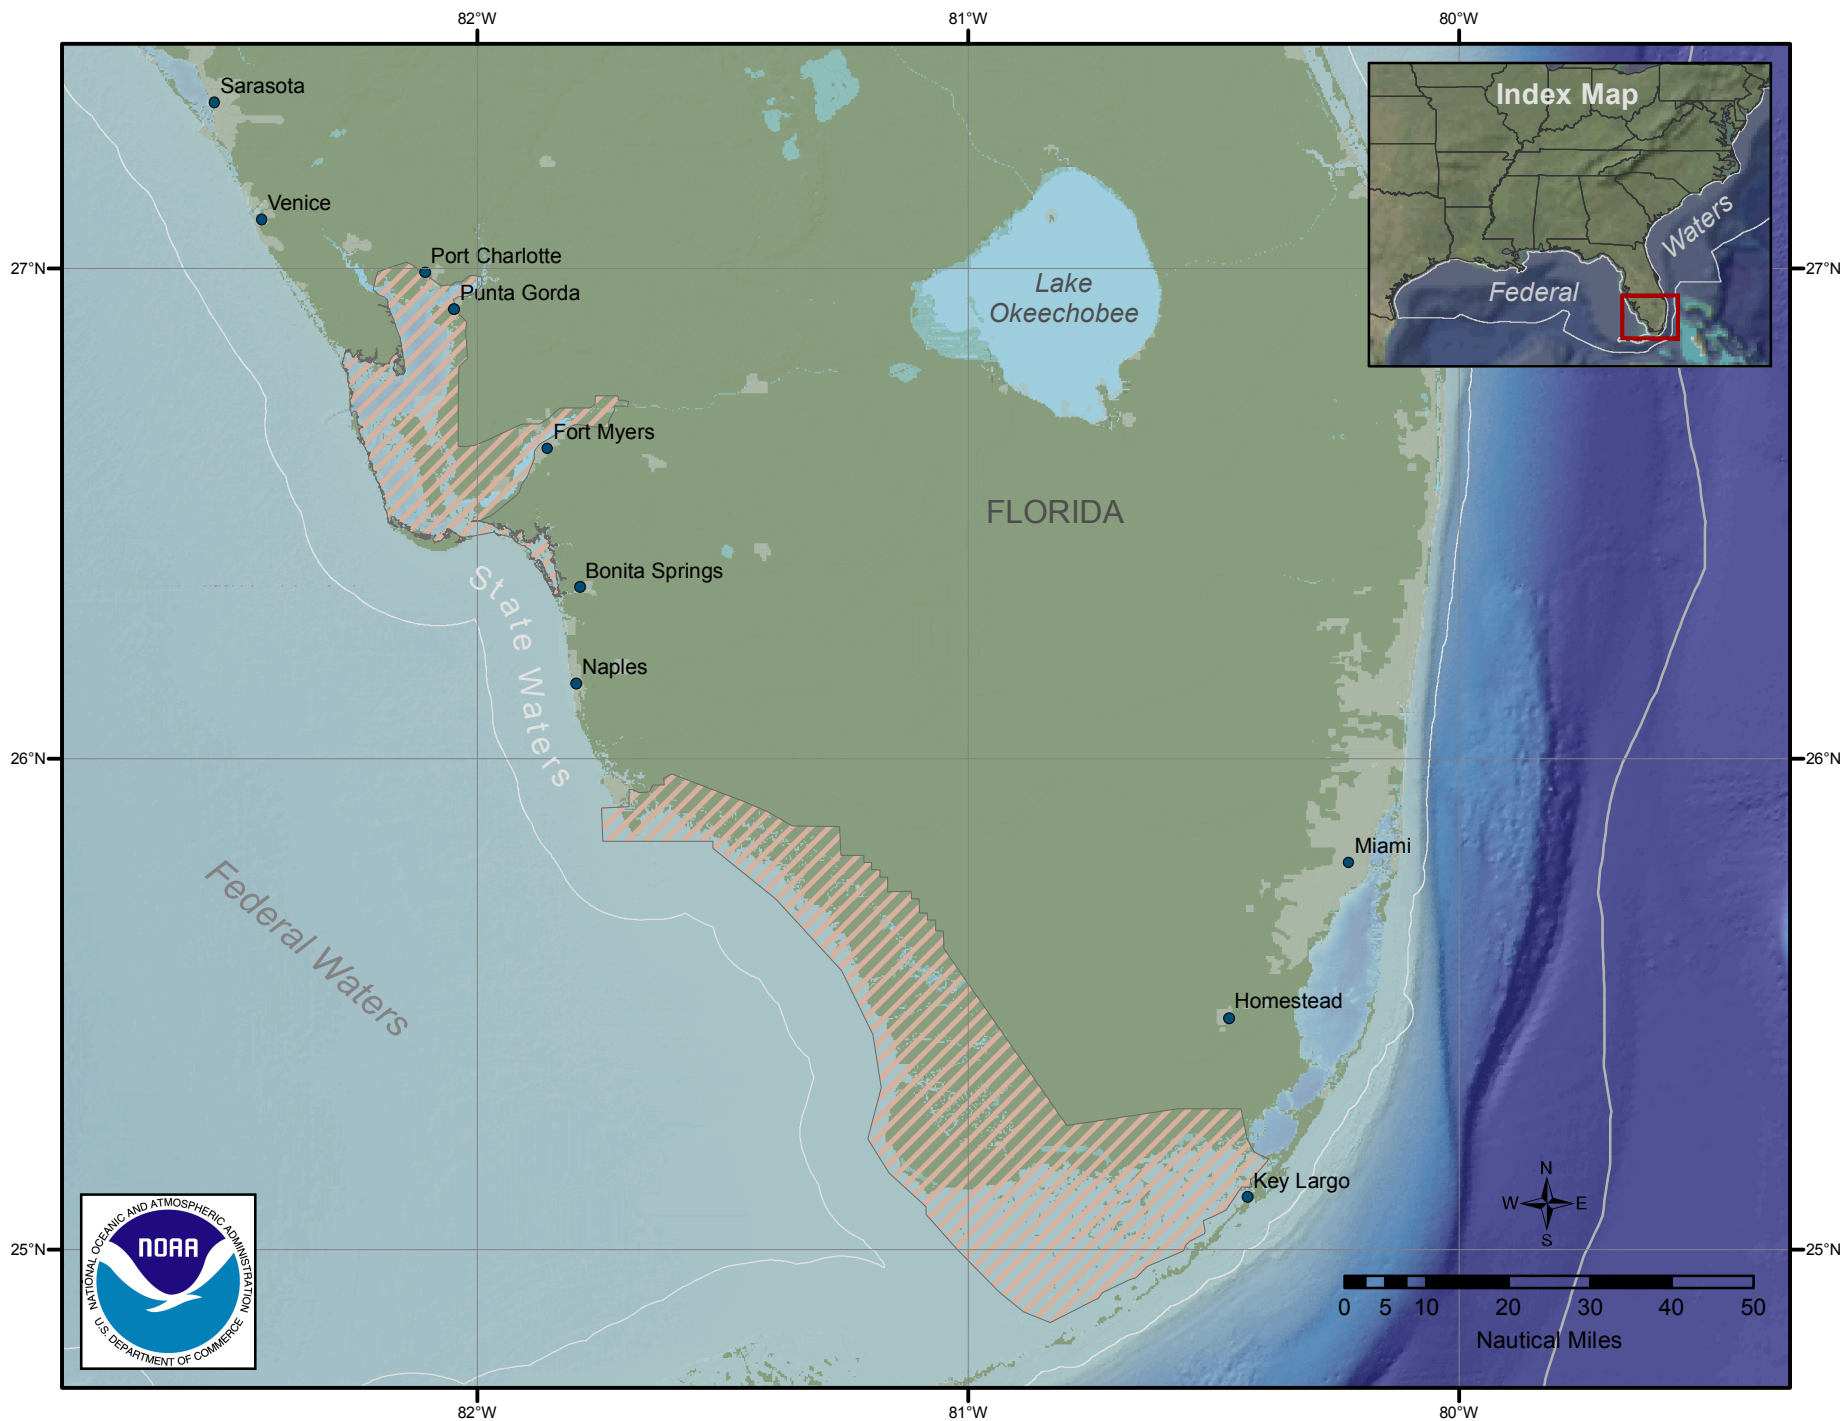 82°W
81°W
80°W
Sarasota
Index Map
Venice
Waters
Port Charlotte
27°N
27°N
Lake
Okeechobee
Punta Gorda
Federal
Fort Myers
FLORIDA
Bonita Springs
State Waters
Naples
26°N
26°N
Miami
Federal Waters
Homestead
Key Largo
N
W
E
S
NATIONAL OCEANIC AND ATMOSPHERIC ADMINISTRATION
NOAA
U.S. DEPARTMENT OF COMMERCE
25°N
25°N
0 5 10 20 30 40 50
Nautical Miles
82°W
81°W
80°W